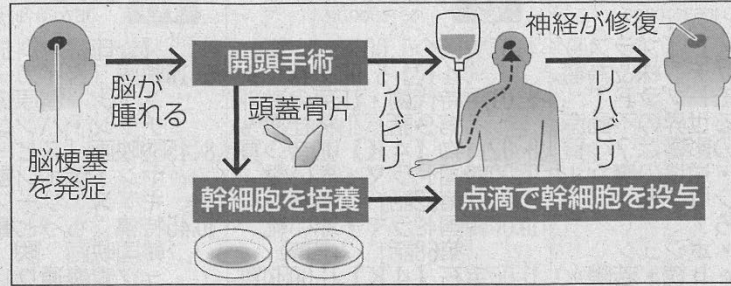 脳梗塞
を発症
脳が
腫れる
開頭手術
頭蓋骨片
幹細胞を培養
リハビリ
点滴で幹細胞を投与
リハビリ
神経が修復